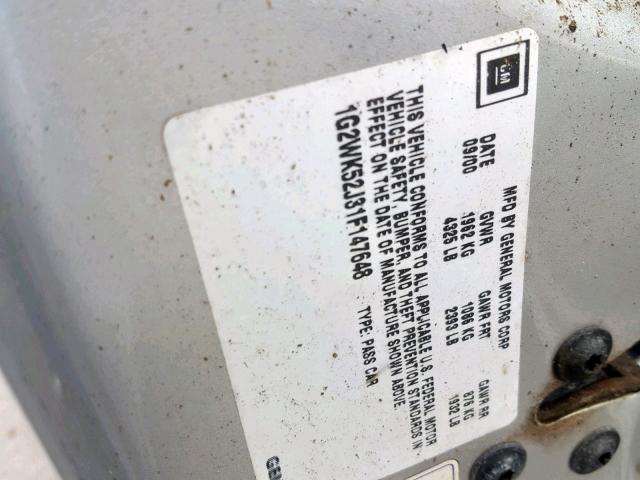 GM
MFD BY GENERAL MOTORS CORP
DATE GVWR GAWR FRT GAWR RR
09/00 1962 KG 1086 KG 876 KG
4325 LB 2393 LB 1932 LB
THIS VEHICLE CONFORMS TO ALL APPLICABLE U.S. FEDERAL MOTOR
VEHICLE SAFETY, BUMPER, AND THEFT PREVENTION STANDARDS IN
EFFECT ON THE DATE OF MANUFACTURE SHOWN ABOVE.
1G2WK52J31F147648 TYPE: PASS CAR